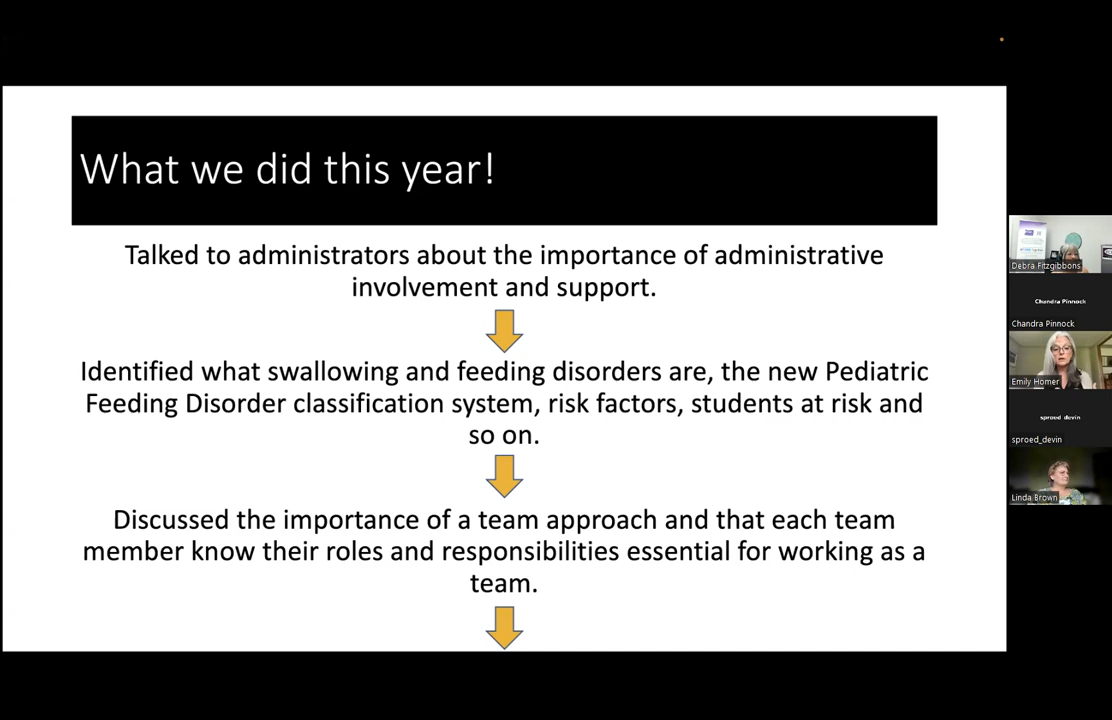 What we did this year!
Talked to administrators about the importance of administrative
involvement and support.
Identified what swallowing and feeding disorders are, the new Pediatric
Feeding Disorder classification system, risk factors, students at risk and
so on.
Discussed the importance of a team approach and that each team
member know their roles and responsibilities essential for working as a
team.
Debra Fitzgibbons
Chandra Pinnock
Chandra Pinnock
Emily Homer
sproed devin
sproed_devin
Linda Brown